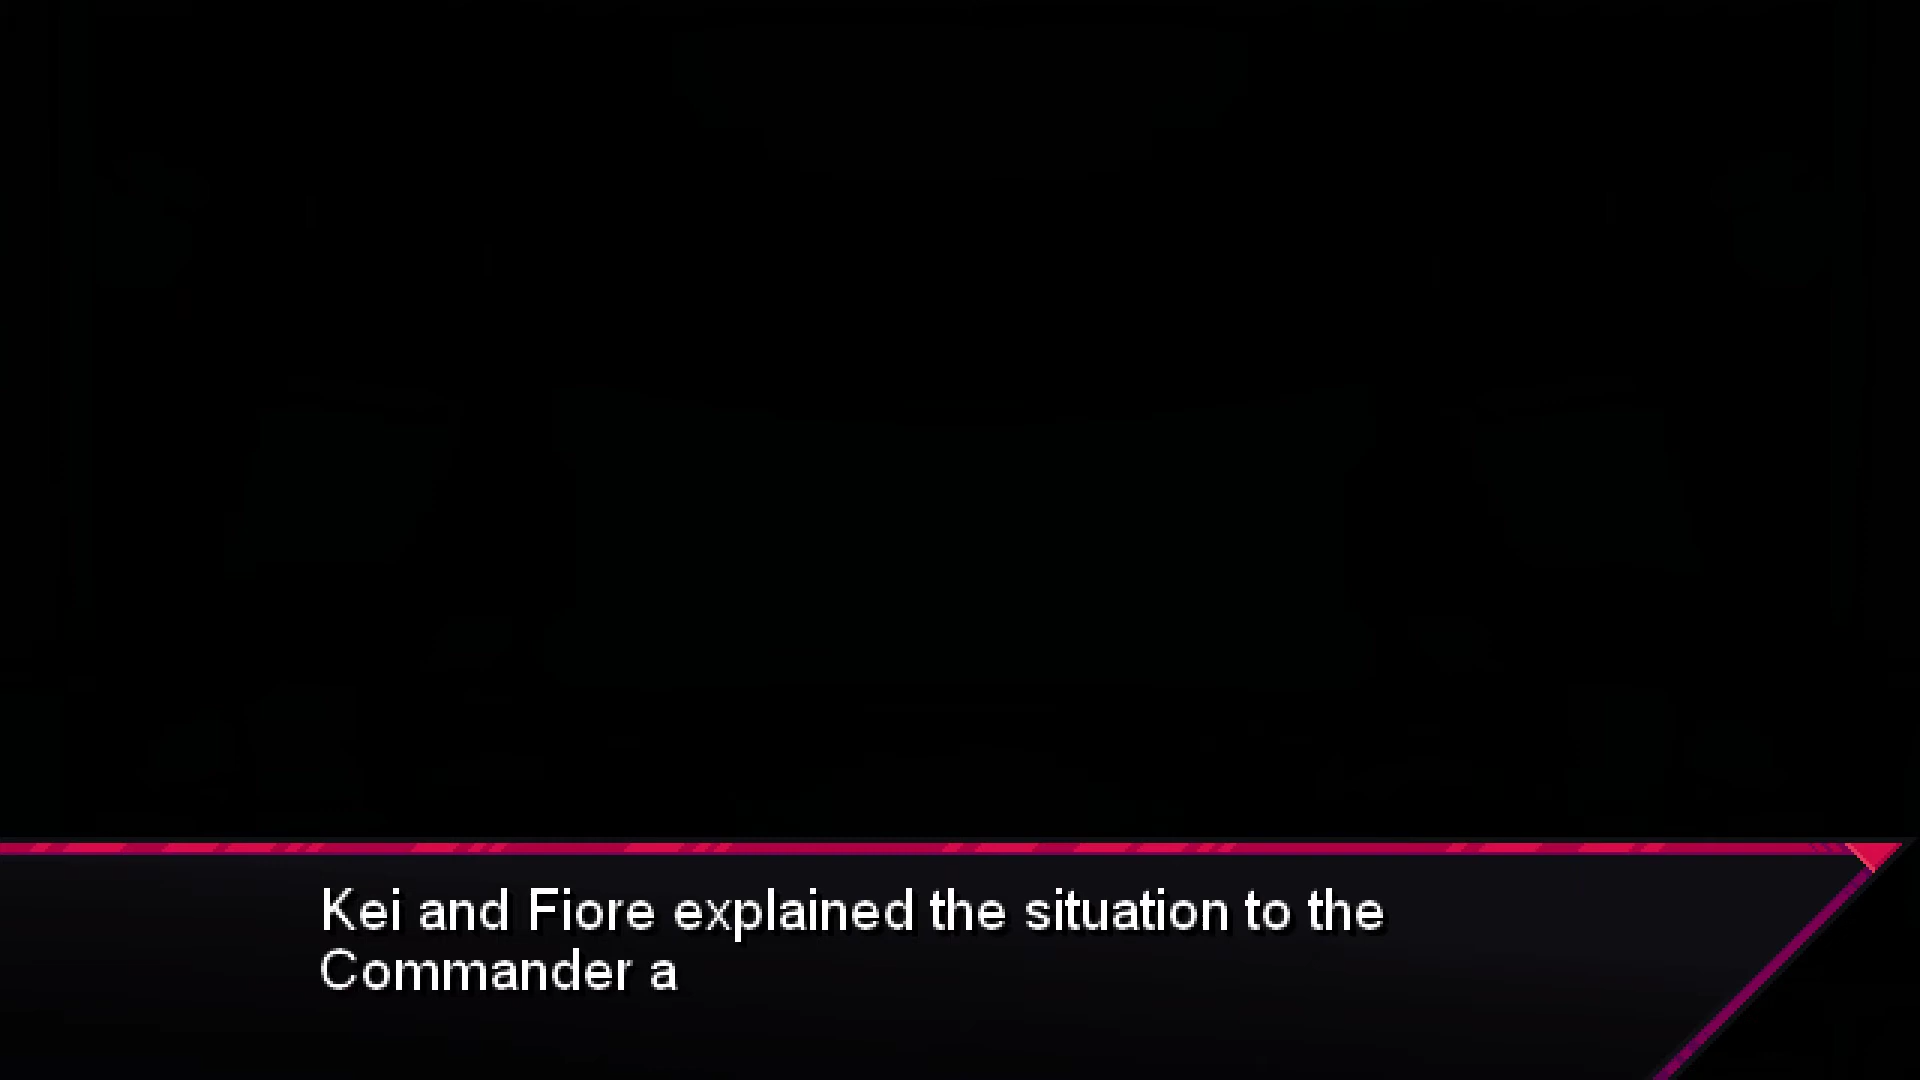 Kei and Fiore explained the situation to the
Commander a